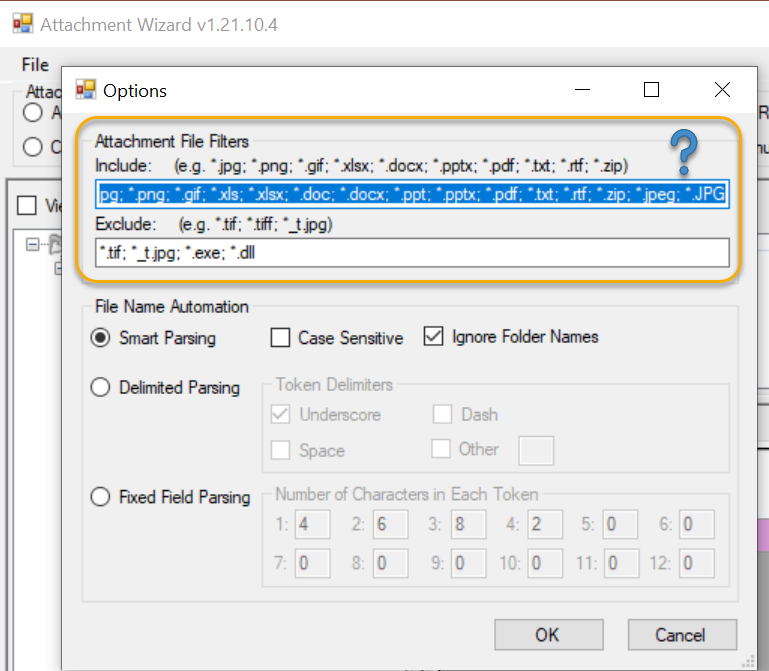 Attachment Wizard v1.21.10.4
File
Options
Attac
Attachment File Filters
Include: (e.g. *.jpg; *.png; *.gif; *.xlsx; *.docx; *.pptx; *.pdf; *.txt; *.rtf; *.zip)
?
pg; *.png; *.gif; *.xls; *.xlsx; *.doc; *.docx; *.ppt; *.pptx; *.pdf; *.txt; *.rtf; *.zip; *.jpeg; *.JPG
Exclude: (e.g. *.tif; *.tiff; *_t.jpg)
*.tif; *_t.jpg; *.exe; *.dll
File Name Automation
Smart Parsing Case Sensitive Ignore Folder Names
Delimited Parsing Token Delimiters
Underscore Dash
Space Other
Fixed Field Parsing Number of Characters in Each Token
1: 4 2: 6 3: 8 4: 2 5: 0 6: 0
7: 0 8: 0 9: 0 10: 0 11: 0 12: 0
OK Cancel